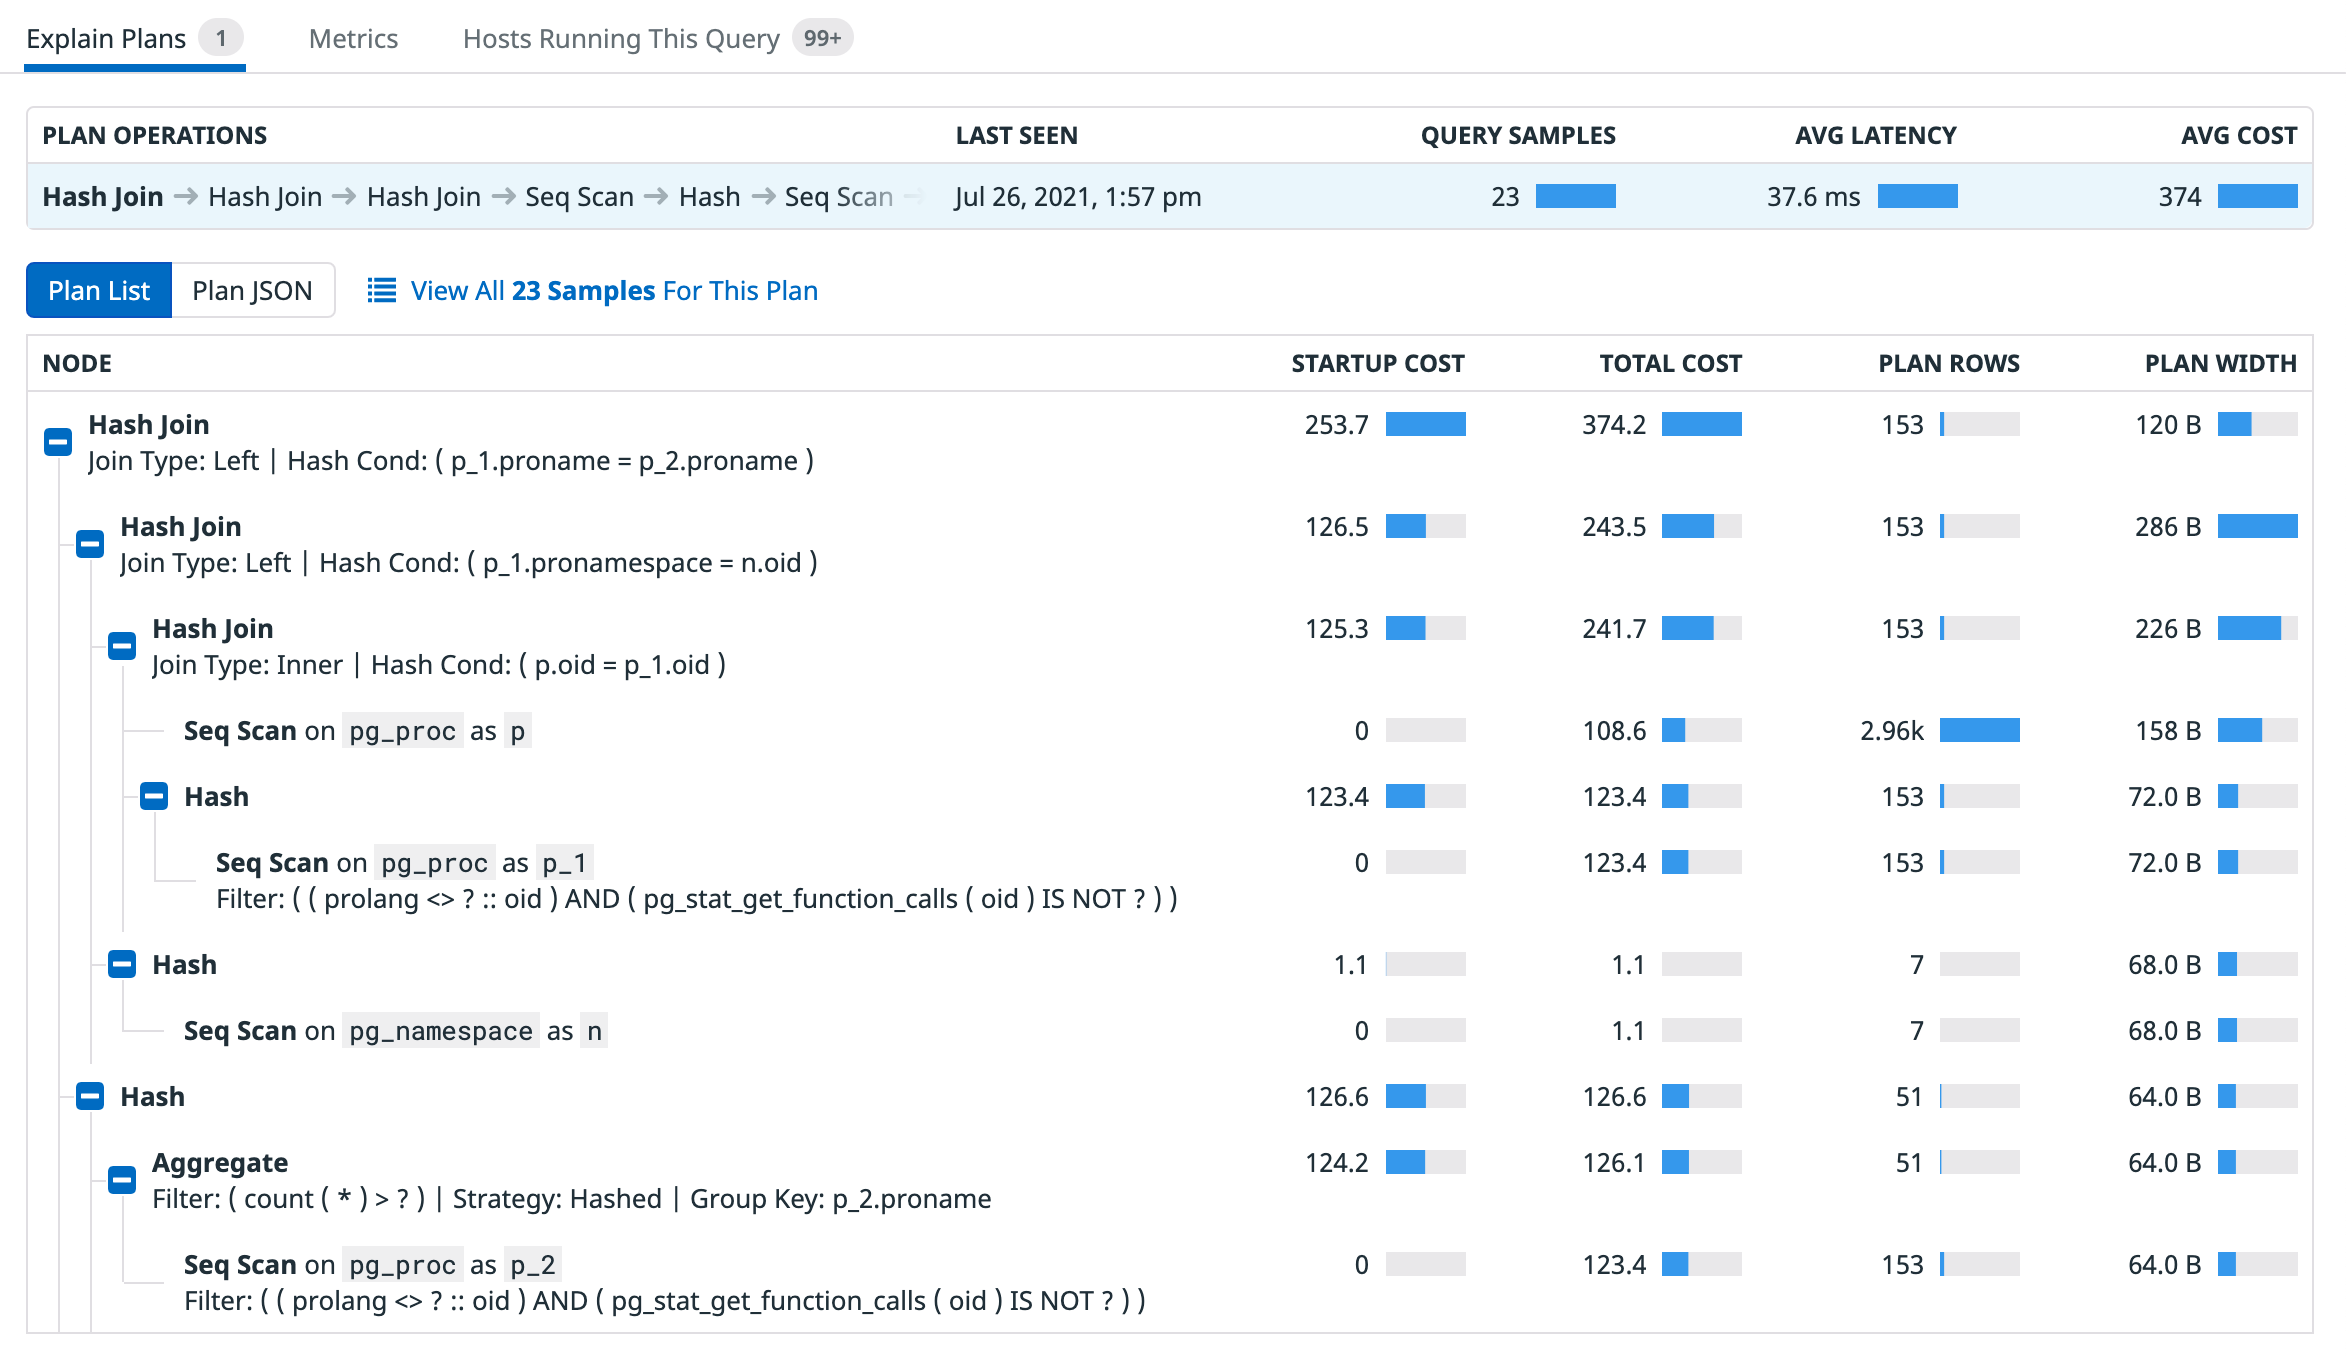 Explain Plans 1 Metrics Hosts Running This Query 99+
PLAN OPERATIONS LAST SEEN QUERY SAMPLES AVG LATENCY AVG COST
Hash Join → Hash Join → Hash Join → Seq Scan → Hash → Seq Scan → Jul 26, 2021, 1:57 pm 23 37.6 ms 374
Plan List Plan JSON View All 23 Samples For This Plan
NODE STARTUP COST TOTAL COST PLAN ROWS PLAN WIDTH
Hash Join 253.7 374.2 153 120 B
Join Type: Left | Hash Cond: ( p_1.proname = p_2.proname )
Hash Join 126.5 243.5 153 286 B
Join Type: Left | Hash Cond: ( p_1.pronamespace = n.oid )
Hash Join 125.3 241.7 153 226 B
Join Type: Inner | Hash Cond: ( p.oid = p_1.oid )
Seq Scan on pg_proc as p 0 108.6 2.96k 158 B
Hash 123.4 123.4 153 72.0 B
Seq Scan on pg_proc as p_1 0 123.4 153 72.0 B
Filter: ( ( prolang <> ? :: oid ) AND ( pg_stat_get_function_calls ( oid ) IS NOT ? ) )
Hash 1.1 1.1 7 68.0 B
Seq Scan on pg_namespace as n 0 1.1 7 68.0 B
Hash 126.6 126.6 51 64.0 B
Aggregate 124.2 126.1 51 64.0 B
Filter: ( count ( * ) > ? ) | Strategy: Hashed | Group Key: p_2.proname
Seq Scan on pg_proc as p_2 0 123.4 153 64.0 B
Filter: ( ( prolang <> ? :: oid ) AND ( pg_stat_get_function_calls ( oid ) IS NOT ? ) )